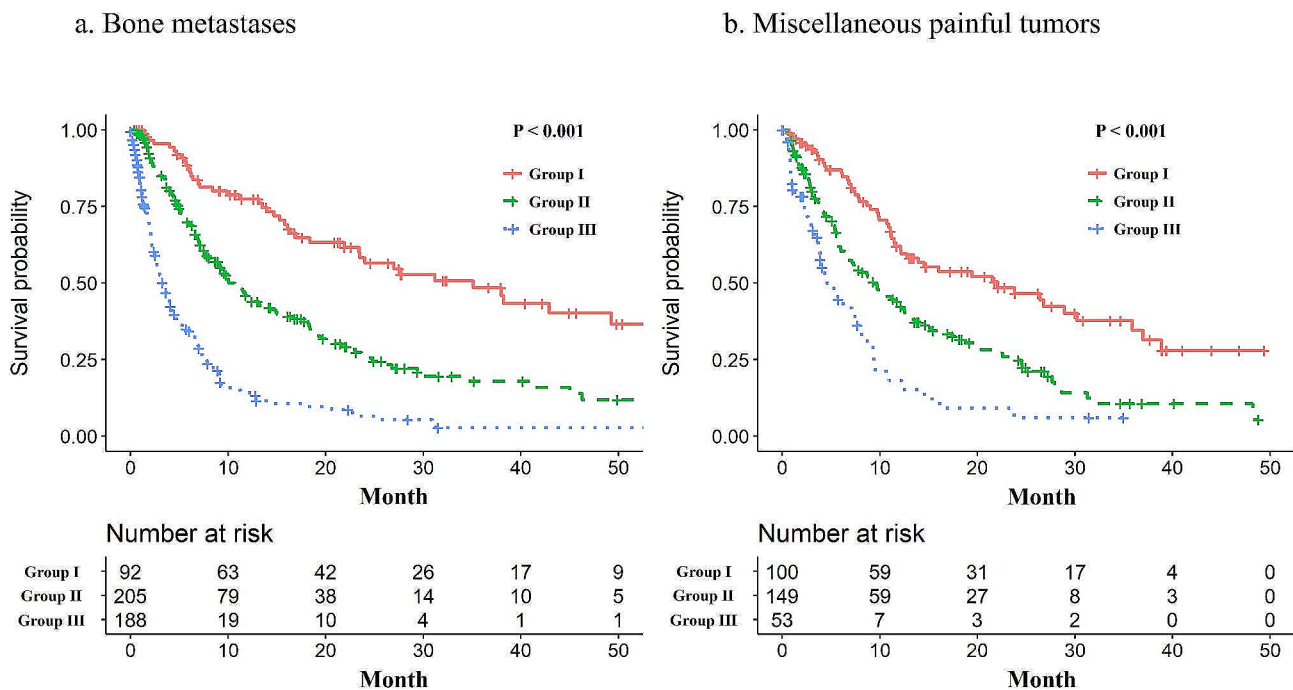 a. Bone metastases
P < 0.001
Group I
Group II
Group III
Survival probability
1.00
0.75
0.50
0.25
0.00
0 10 20 30 40 50
Month
Number at risk
Group I 92 63 42 26 17 9
Group II 205 79 38 14 10 5
Group III 188 19 10 4 1 1
0 10 20 30 40 50
Month
b. Miscellaneous painful tumors
P < 0.001
Group I
Group II
Group III
Survival probability
1.00
0.75
0.50
0.25
0.00
0 10 20 30 40 50
Month
Number at risk
Group I 100 59 31 17 4 0
Group II 149 59 27 8 3 0
Group III 53 7 3 2 0 0
0 10 20 30 40 50
Month